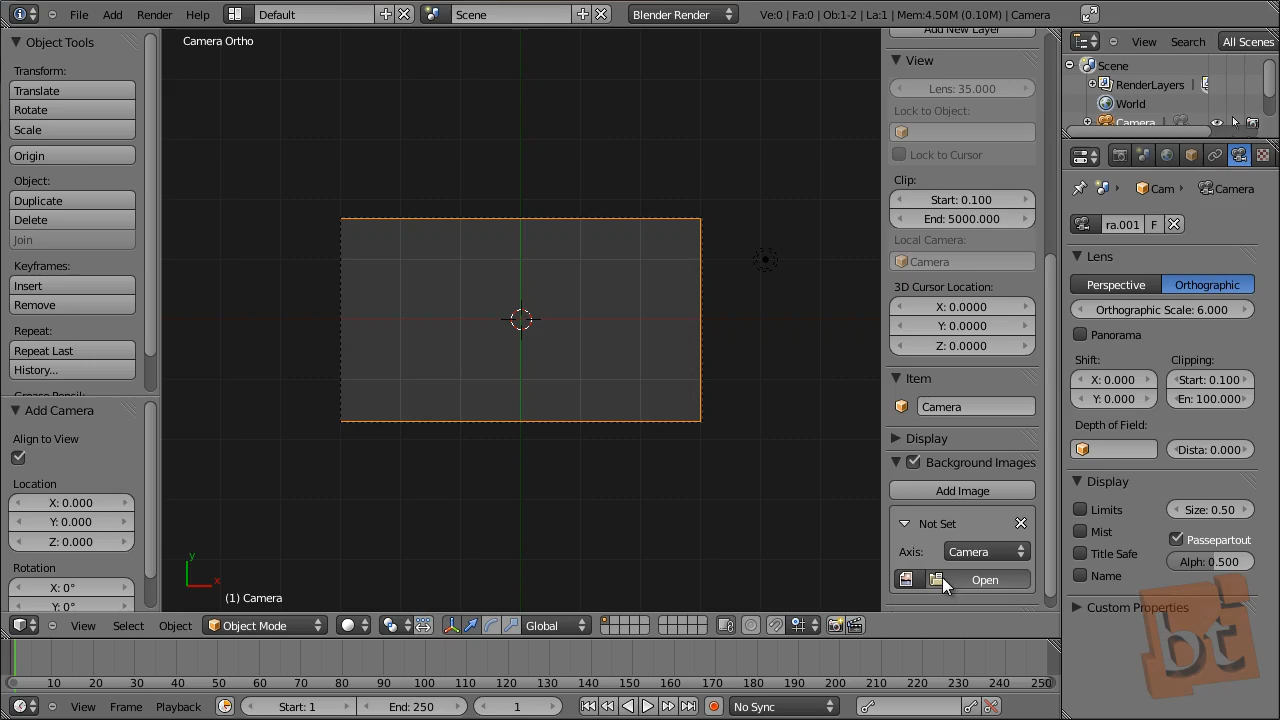 File Add Render Help Default Scene Blender Render Ve:0 | Fa:0 | Ob:1-2 | La:1 | Mem:4.50M (0.10M) | Camera
Object Tools
Transform:
Translate
Rotate
Scale
Origin
Object:
Duplicate
Delete
Join
Keyframes:
Insert
Remove
Repeat:
Repeat Last
History...
Add Camera
Align to View
Location
X: 0.000
Y: 0.000
Z: 0.000
Rotation
X: 0°
Y: 0°
Camera Ortho
y
x
(1) Camera
Add New Layer
View
Lens: 35.000
Lock to Object:
Lock to Cursor
Clip:
Start: 0.100
End: 5000.000
Local Camera:
Camera
3D Cursor Location:
X: 0.0000
Y: 0.0000
Z: 0.0000
Item
Camera
Display
Background Images
Add Image
Not Set
Axis: Camera
Open
View Search All Scenes
Scene
RenderLayers |
World
Camera
Cam Camera
ra.001 F
Lens
Perspective Orthographic
Orthographic Scale: 6.000
Panorama
Shift: Clipping:
X: 0.000 Start: 0.100
Y: 0.000 En: 100.000
Depth of Field:
Dista: 0.000
Display
Limits Size: 0.50
Mist Passepartout
Title Safe Alph: 0.500
Name
Custom Properties
bt
View Select Object Object Mode Global
10 20 30 40 50 60 70 80 90 100 110 120 130 140 150 160 170 180 190 200 210 220 230 240 250
View Frame Playback Start: 1 End: 250 1 No Sync